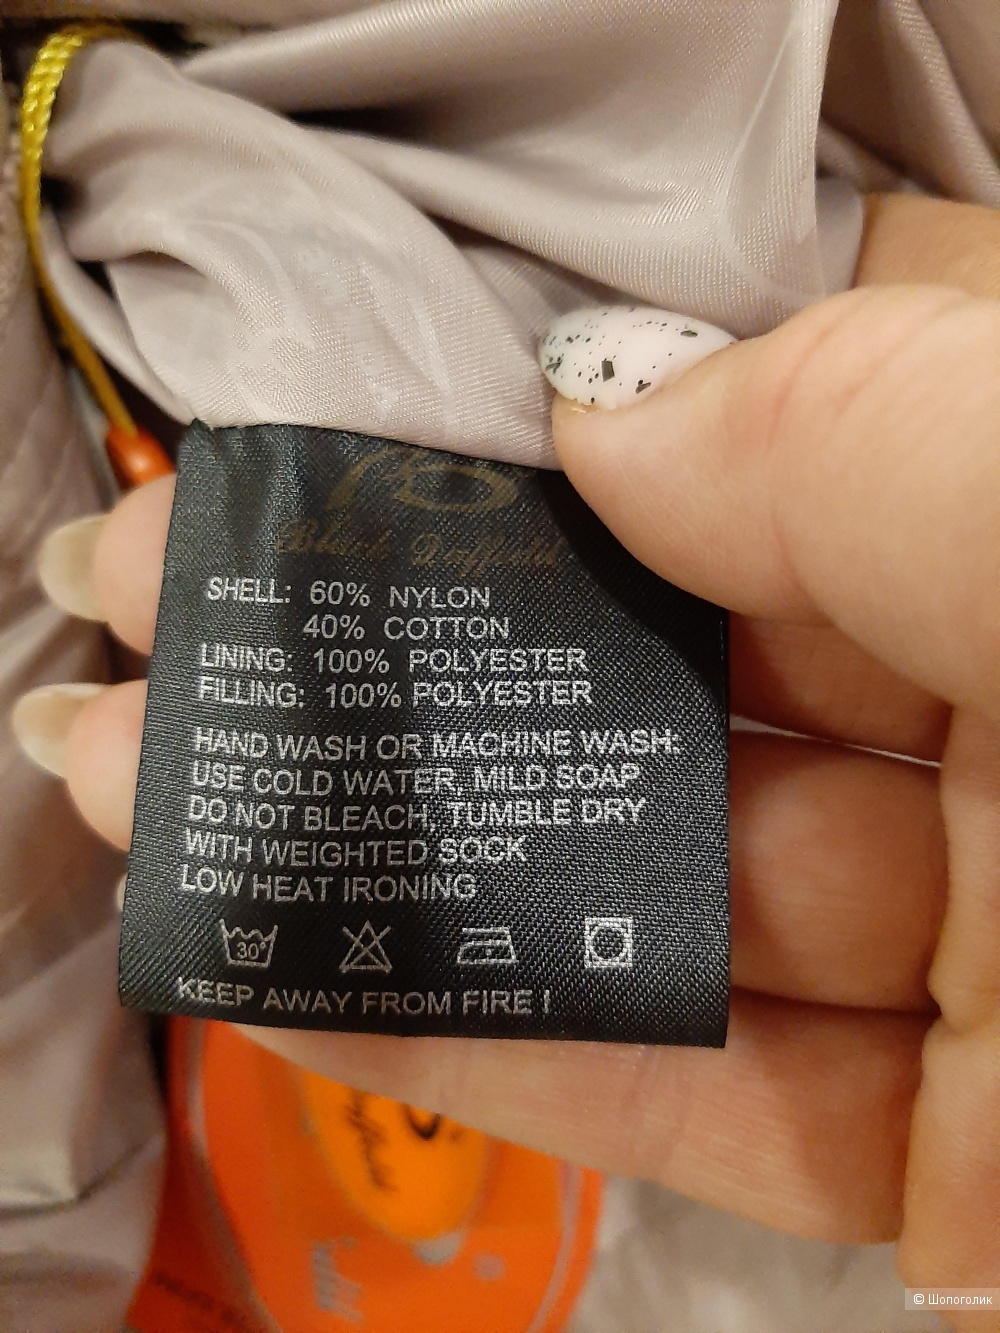 Black
SHELL: 60% NYLON
40% COTTON
LINING: 100% POLYESTER
FILLING: 100% POLYESTER
HAND WASH OR MACHINE WASH:
USE COLD WATER, MILD SOAP
DO NOT BLEACH, TUMBLE DRY
WITH WEIGHTED SOCK
LOW HEAT IRONING
30°
KEEP AWAY FROM FIRE !
© Шопоголик